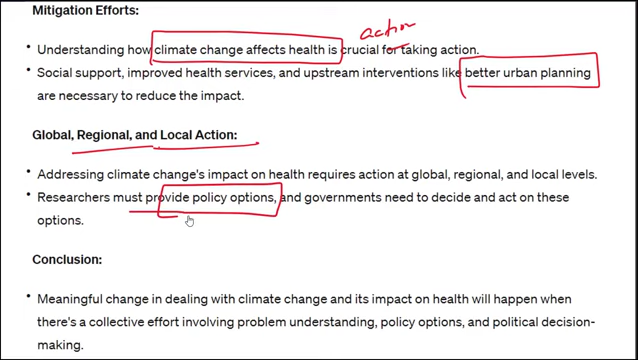 Mitigation Efforts:
action
• Understanding how climate change affects health is crucial for taking action.
• Social support, improved health services, and upstream interventions like better urban planning
are necessary to reduce the impact.
Global, Regional, and Local Action:
• Addressing climate change's impact on health requires action at global, regional, and local levels.
• Researchers must provide policy options, and governments need to decide and act on these
options.
Conclusion:
• Meaningful change in dealing with climate change and its impact on health will happen when
there's a collective effort involving problem understanding, policy options, and political decision-
making.